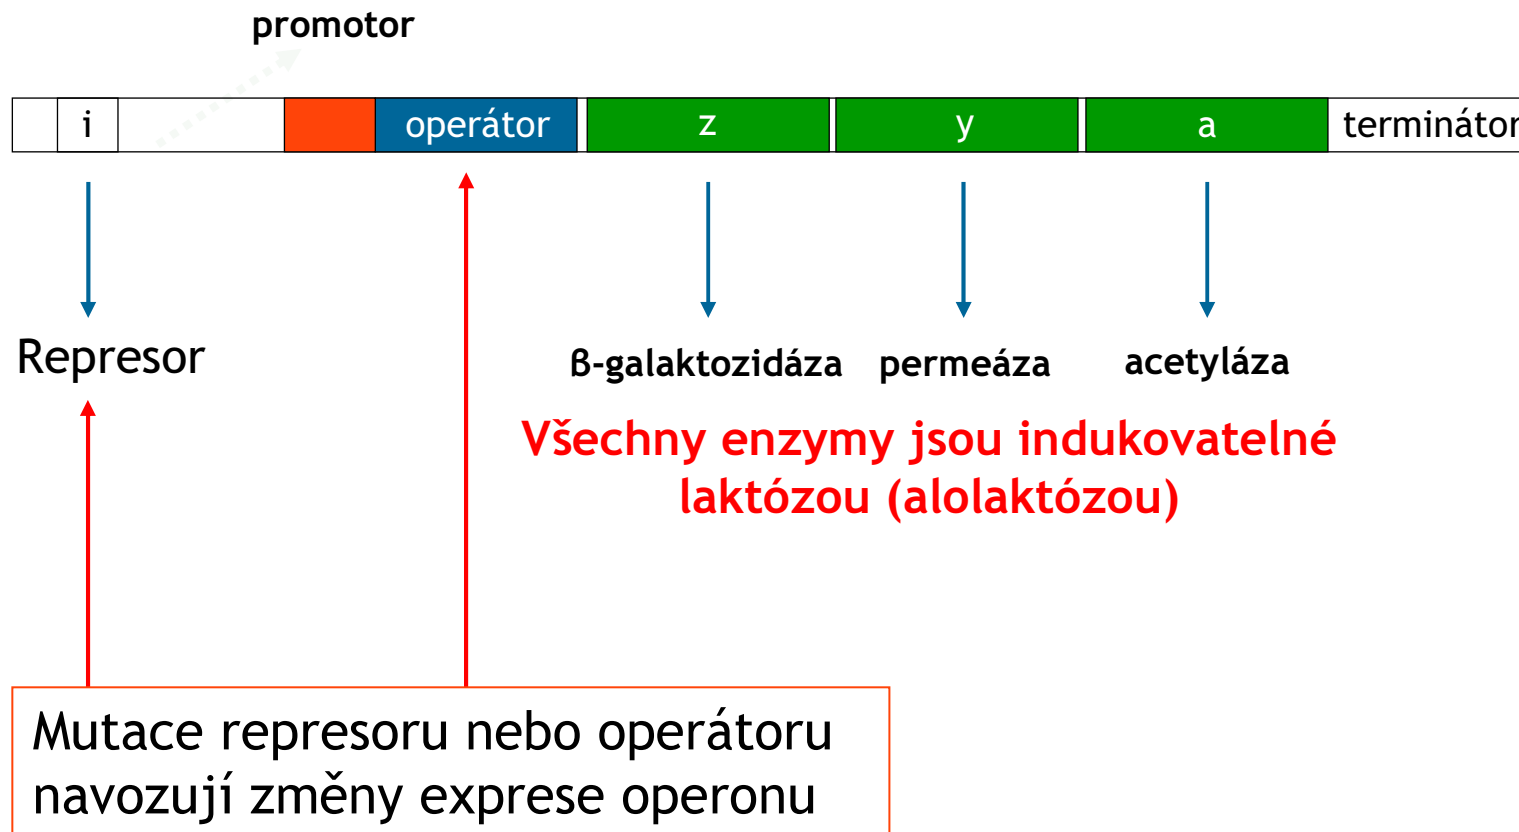 promotor
i operátor z y a terminátor
Represor
ß-galaktozidáza permeáza acetyláza
Všechny enzymy jsou indukovatelné
laktózou (alolaktózou)
Mutace represoru nebo operátoru
navozují změny exprese operonu